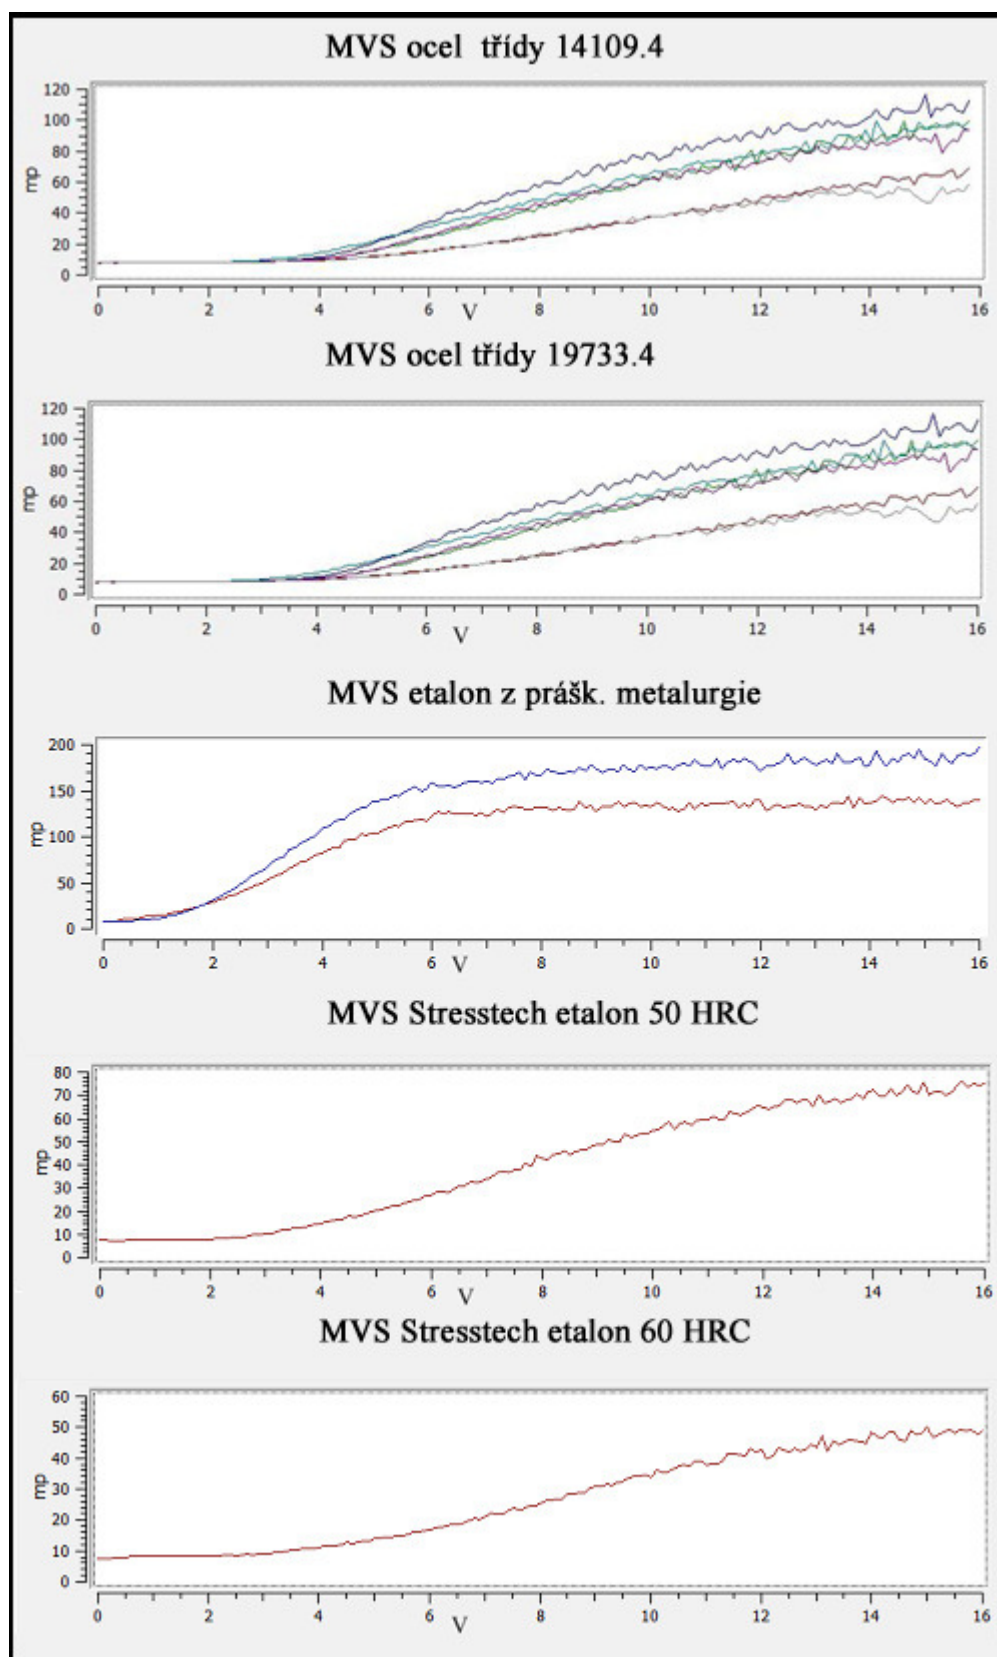 MVS ocel třídy 14109.4
120
100
80
60
40
20
0
mp
0 2 4 6 8 10 12 14 16
V
MVS ocel třídy 19733.4
120
100
80
60
40
20
0
mp
0 2 4 6 8 10 12 14 16
V
MVS etalon z prášk. metalurgie
200
150
100
50
0
mp
0 2 4 6 8 10 12 14 16
V
MVS Stresstech etalon 50 HRC
80
70
60
50
40
30
20
10
0
mp
0 2 4 6 8 10 12 14 16
V
MVS Stresstech etalon 60 HRC
60
50
40
30
20
10
0
mp
0 2 4 6 8 10 12 14 16
V